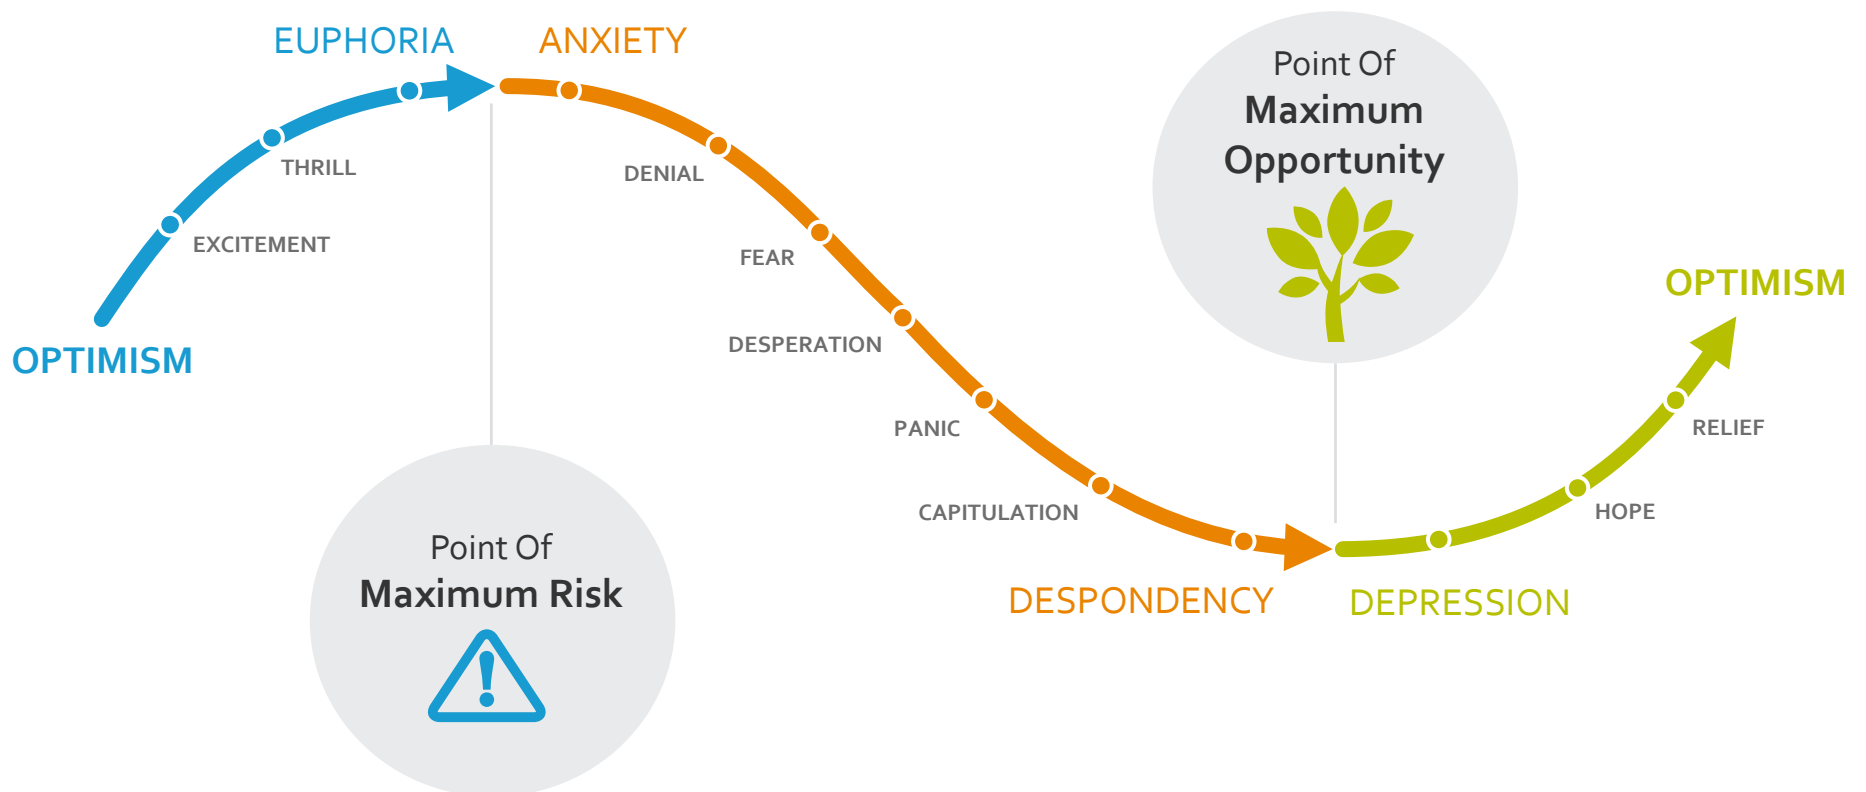 EUPHORIA
ANXIETY
THRILL
EXCITEMENT
OPTIMISM
Point Of
Maximum Risk
DENIAL
FEAR
DESPERATION
PANIC
CAPITULATION
DESPONDENCY
Point Of
Maximum
Opportunity
DEPRESSION
HOPE
RELIEF
OPTIMISM